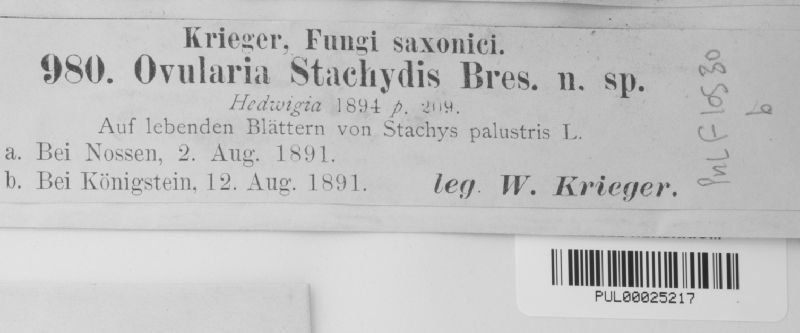 Krieger, Fungi saxonici.
980. Ovularia Stachydis Bres. n. sp.
Hedwigia 1894 p. 209.
Auf lebenden Blättern von Stachys palustris L.
a. Bei Nossen, 2. Aug. 1891.
b. Bei Königstein, 12. Aug. 1891. leg. W. Krieger.
PUL F 10530
b
PUL00025217